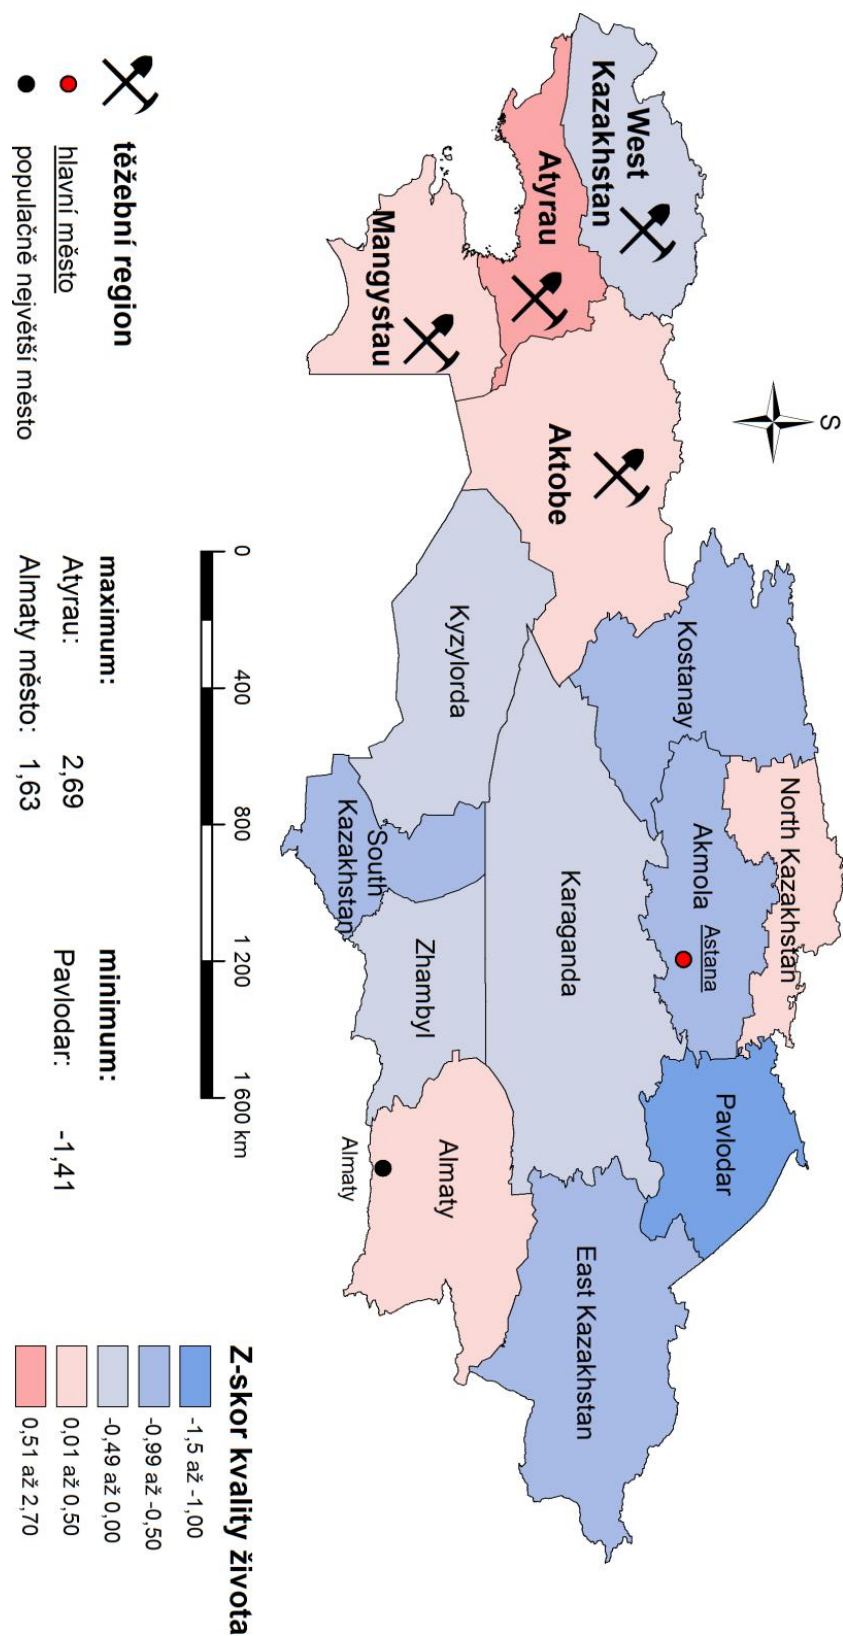 S
West
Kazakhstan
Atyrau
Mangystau
Aktobe
Kostanay
North Kazakhstan
Akmola
Astana
Pavlodar
Kyzylorda
Karaganda
South
Kazakhstan
Zhambyl
Almaty
Almaty
East Kazakhstan
těžební region
hlavní město
populačně největší město
0 400 800 1 200 1 600 km
maximum:
Atyrau: 2,69
Almaty město: 1,63
minimum:
Pavlodar: -1,41
Z-skor kvality života
-1,5 až -1,00
-0,99 až -0,50
-0,49 až 0,00
0,01 až 0,50
0,51 až 2,70